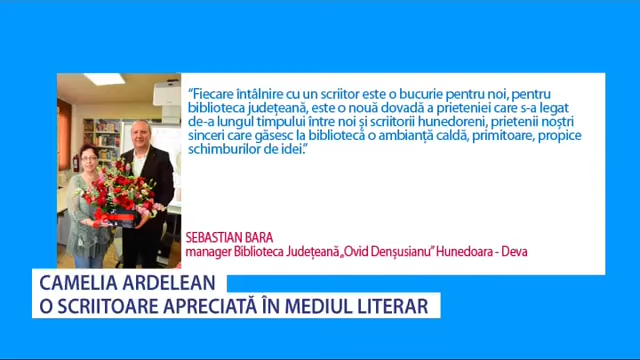 “Fiecare întâlnire cu un scriitor este o bucurie pentru noi, pentru
biblioteca județeană, este o nouă dovadă a prieteniei care s-a legat
de-a lungul timpului între noi și scriitorii hunedoreni, prietenii noștri
sinceri care găsesc la bibliotecă o ambianță caldă, primitoare, propice
schimburilor de idei.”
SEBASTIAN BARA
manager Biblioteca Județeană „Ovid Denșusianu” Hunedoara - Deva
CAMELIA ARDELEAN
O SCRIITOARE APRECIATĂ ÎN MEDIUL LITERAR